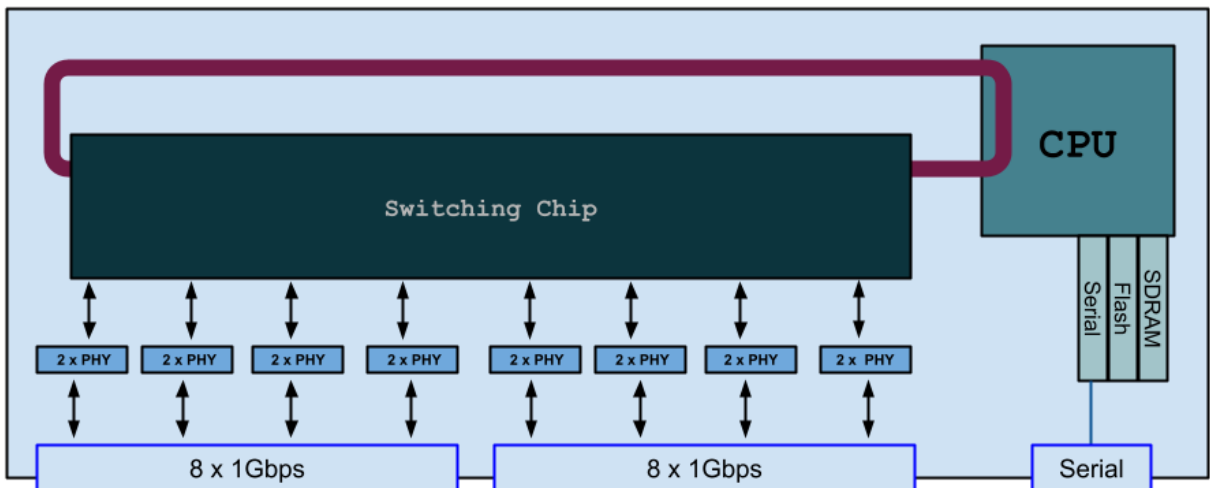 CPU
Switching Chip
Serial
Flash
SDRAM
2 x PHY
2 x PHY
2 x PHY
2 x PHY
2 x PHY
2 x PHY
2 x PHY
2 x PHY
8 x 1Gbps
8 x 1Gbps
Serial